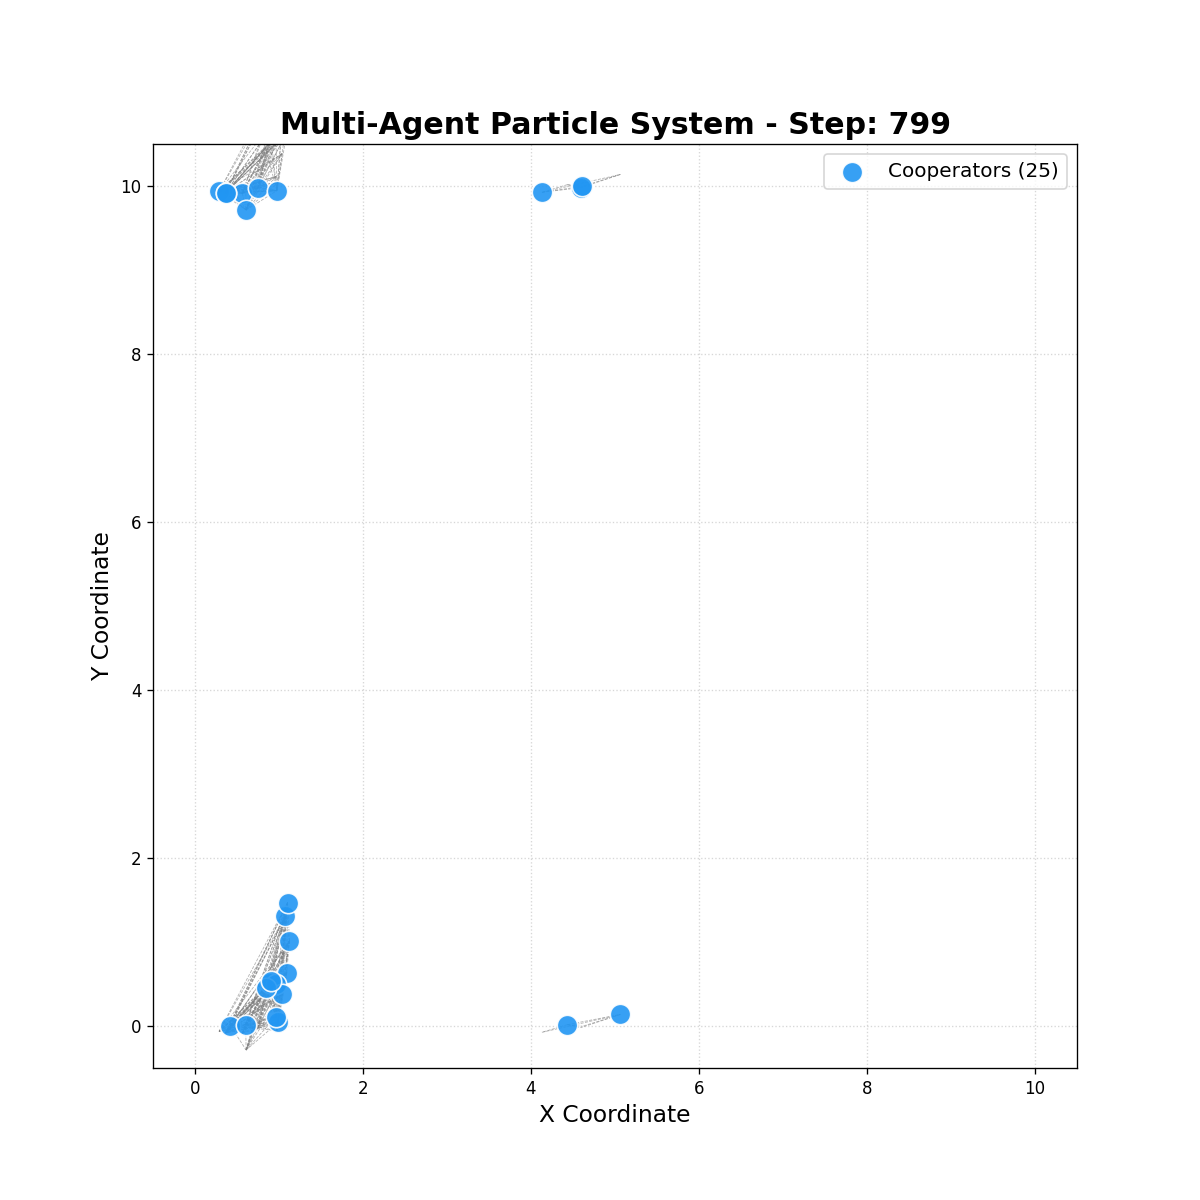 Multi-Agent Particle System - Step: 799
Cooperators (25)
10
8
6
4
2
0
Y Coordinate
0 2 4 6 8 10
X Coordinate